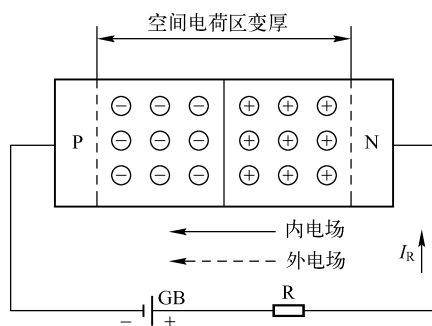 空间电荷区变厚
P
− − − + + +
N
− − − + + +
− − − + + +
内电场
外电场
I_R
GB
R
− +